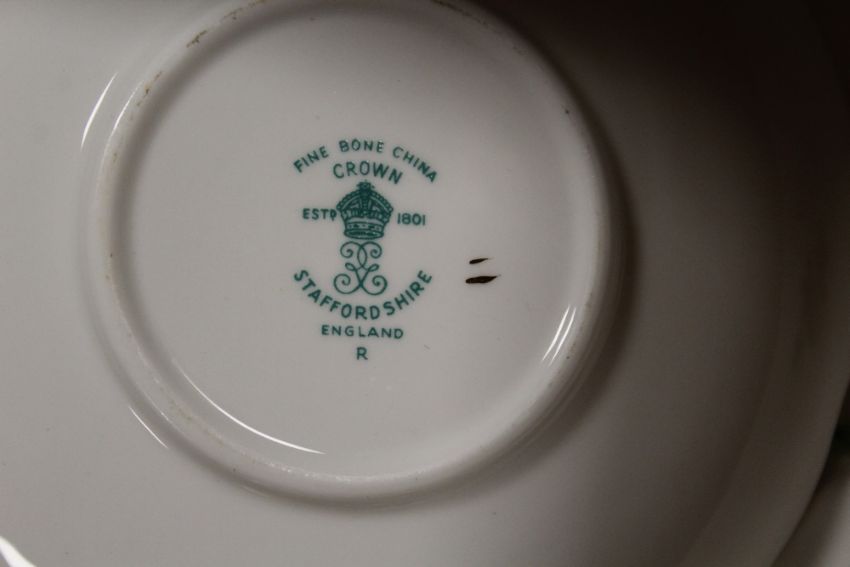 FINE BONE CHINA
CROWN
ESTD 1801
STAFFORDSHIRE
ENGLAND
R